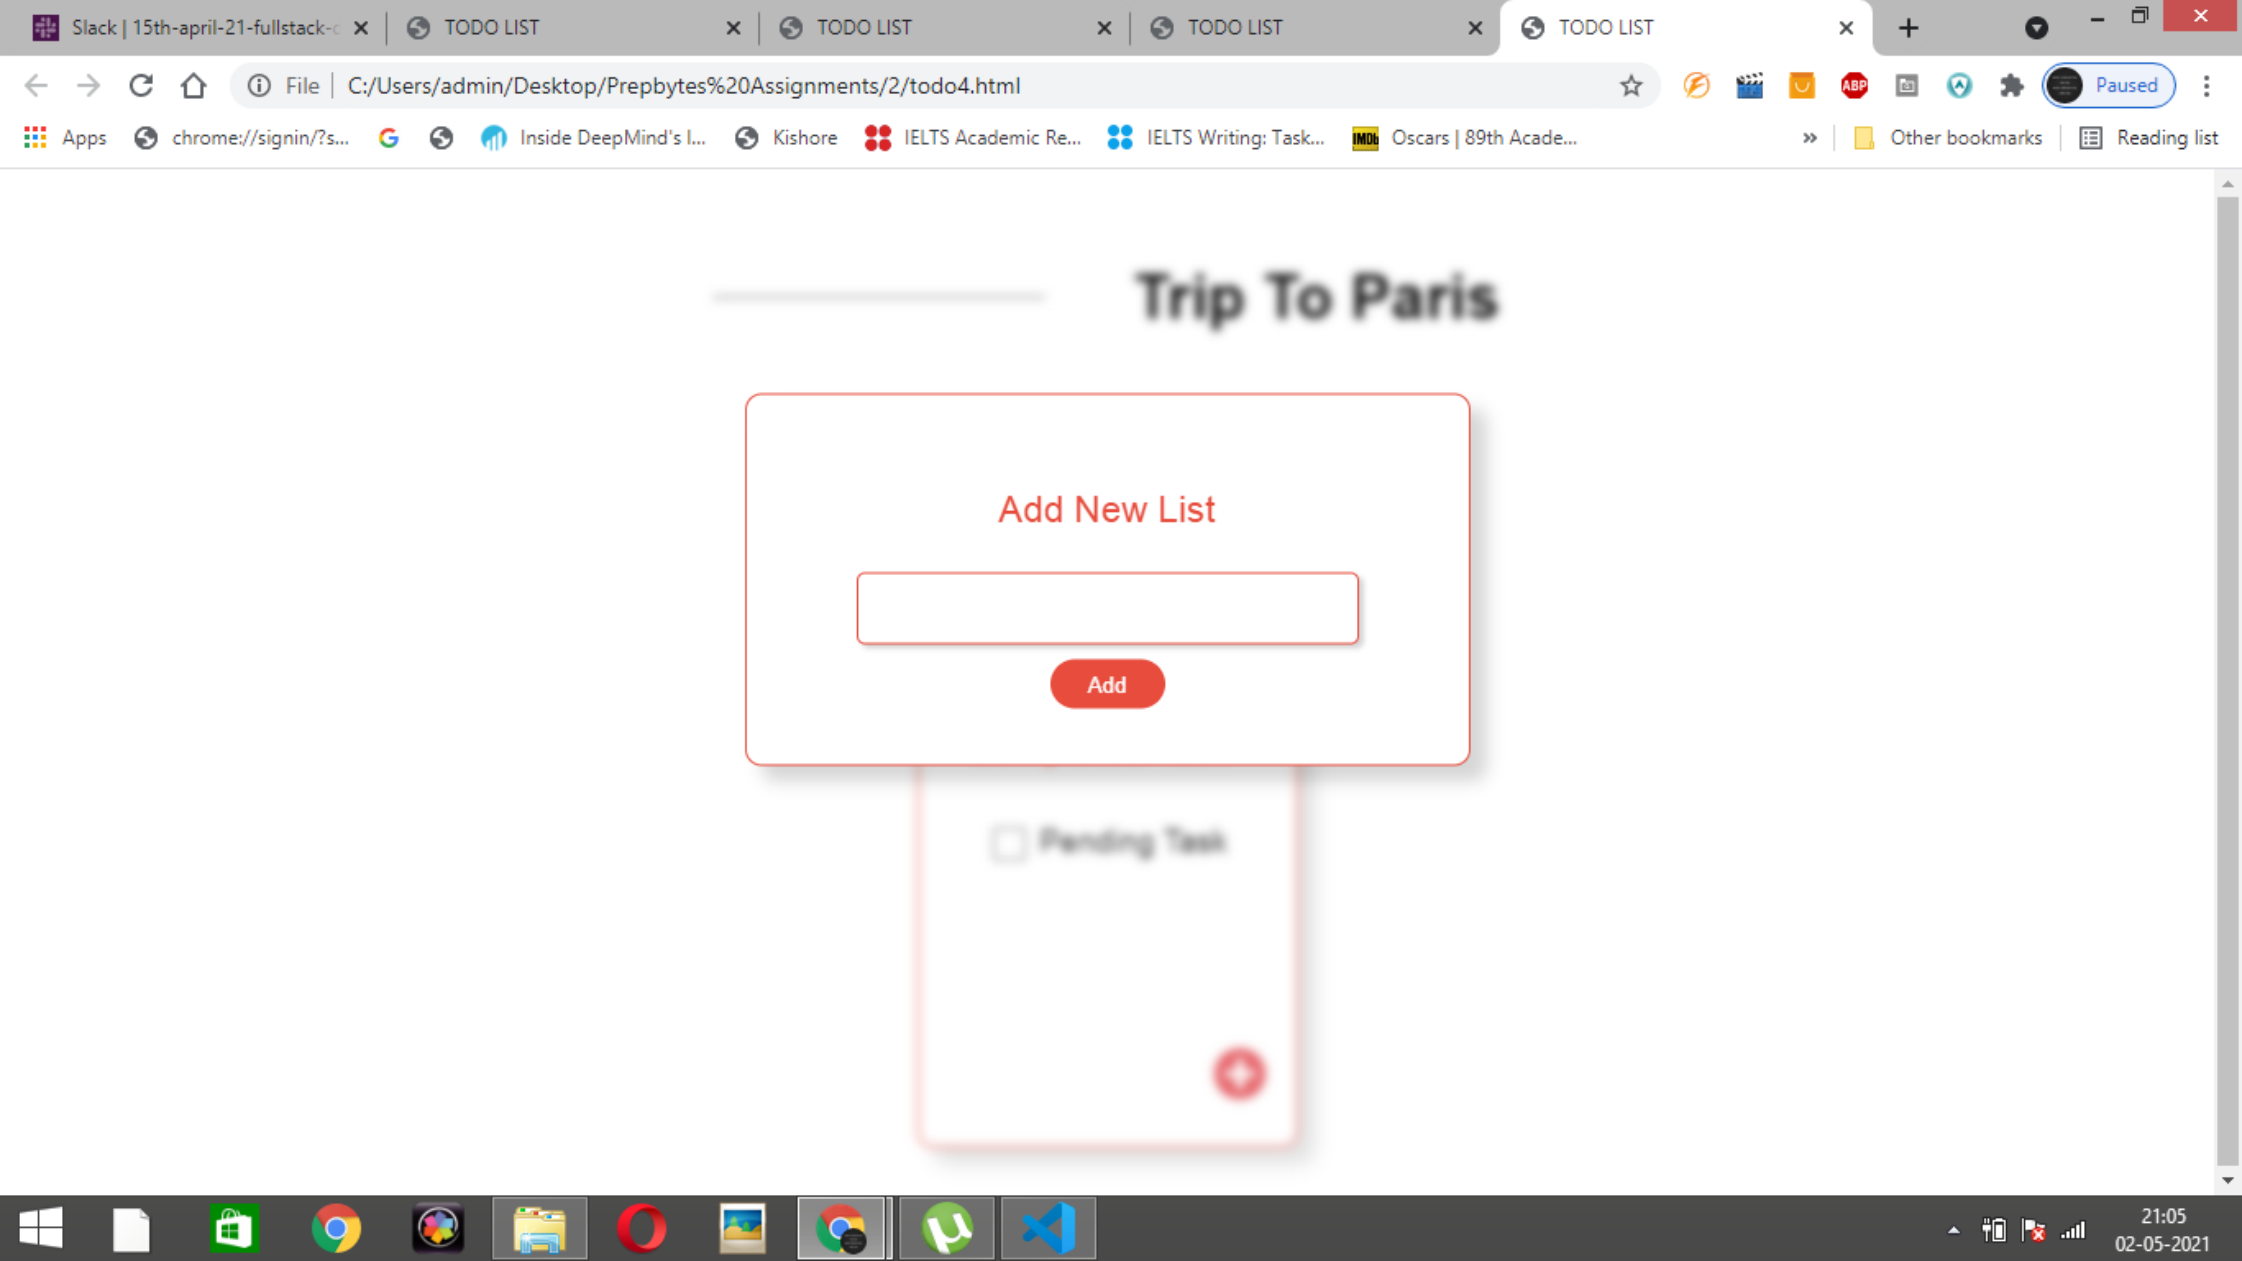 Slack | 15th-april-21-fullstack-c
TODO LIST
TODO LIST
TODO LIST
TODO LIST
File
C:/Users/admin/Desktop/Prepbytes%20Assignments/2/todo4.html
ABP
Paused
Apps
chrome://signin/?s...
Inside DeepMind's I...
Kishore
IELTS Academic Re...
IELTS Writing: Task...
IMDb
Oscars | 89th Acade...
»
Other bookmarks
Reading list
Trip To Paris
Add New List
Add
Pending Task
21:05
02-05-2021